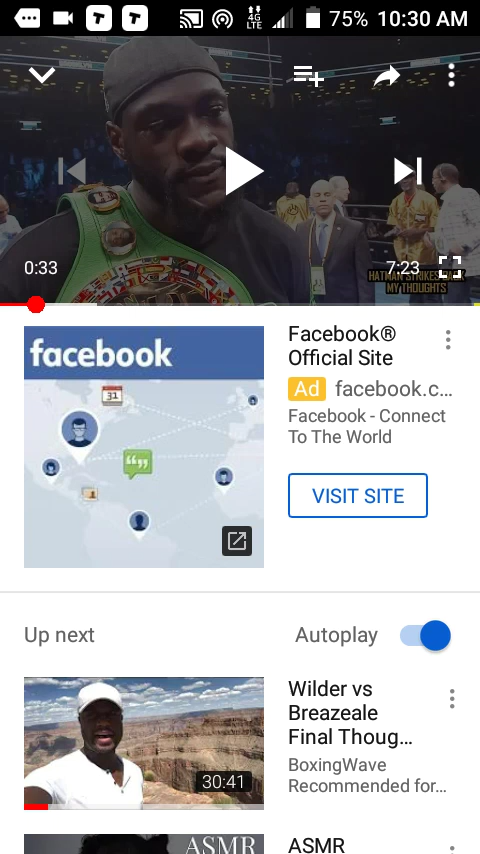 4G
LTE
75% 10:30 AM
0:33
7:23
HATMAN STRIKES BACK
MY THOUGHTS
facebook
31
Facebook®
Official Site
Ad facebook.c...
Facebook - Connect
To The World
VISIT SITE
Up next
Autoplay
Wilder vs
Breazeale
Final Thoug...
BoxingWave
Recommended for...
30:41
ASMR
ASMR